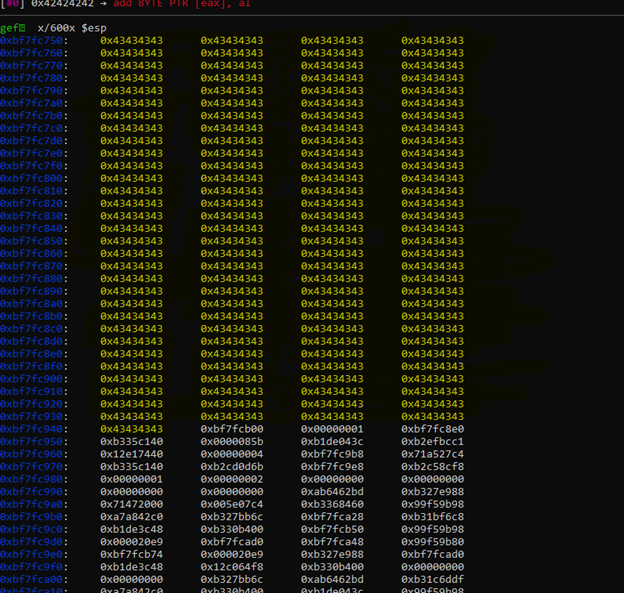 [#0] 0x42424242 → add BYTE PTR [eax], al
gef➤ x/600x $esp
0xbf7fc750: 0x43434343 0x43434343 0x43434343 0x43434343
0xbf7fc760: 0x43434343 0x43434343 0x43434343 0x43434343
0xbf7fc770: 0x43434343 0x43434343 0x43434343 0x43434343
0xbf7fc780: 0x43434343 0x43434343 0x43434343 0x43434343
0xbf7fc790: 0x43434343 0x43434343 0x43434343 0x43434343
0xbf7fc7a0: 0x43434343 0x43434343 0x43434343 0x43434343
0xbf7fc7b0: 0x43434343 0x43434343 0x43434343 0x43434343
0xbf7fc7c0: 0x43434343 0x43434343 0x43434343 0x43434343
0xbf7fc7d0: 0x43434343 0x43434343 0x43434343 0x43434343
0xbf7fc7e0: 0x43434343 0x43434343 0x43434343 0x43434343
0xbf7fc7f0: 0x43434343 0x43434343 0x43434343 0x43434343
0xbf7fc800: 0x43434343 0x43434343 0x43434343 0x43434343
0xbf7fc810: 0x43434343 0x43434343 0x43434343 0x43434343
0xbf7fc820: 0x43434343 0x43434343 0x43434343 0x43434343
0xbf7fc830: 0x43434343 0x43434343 0x43434343 0x43434343
0xbf7fc840: 0x43434343 0x43434343 0x43434343 0x43434343
0xbf7fc850: 0x43434343 0x43434343 0x43434343 0x43434343
0xbf7fc860: 0x43434343 0x43434343 0x43434343 0x43434343
0xbf7fc870: 0x43434343 0x43434343 0x43434343 0x43434343
0xbf7fc880: 0x43434343 0x43434343 0x43434343 0x43434343
0xbf7fc890: 0x43434343 0x43434343 0x43434343 0x43434343
0xbf7fc8a0: 0x43434343 0x43434343 0x43434343 0x43434343
0xbf7fc8b0: 0x43434343 0x43434343 0x43434343 0x43434343
0xbf7fc8c0: 0x43434343 0x43434343 0x43434343 0x43434343
0xbf7fc8d0: 0x43434343 0x43434343 0x43434343 0x43434343
0xbf7fc8e0: 0x43434343 0x43434343 0x43434343 0x43434343
0xbf7fc8f0: 0x43434343 0x43434343 0x43434343 0x43434343
0xbf7fc900: 0x43434343 0x43434343 0x43434343 0x43434343
0xbf7fc910: 0x43434343 0x43434343 0x43434343 0x43434343
0xbf7fc920: 0x43434343 0x43434343 0x43434343 0x43434343
0xbf7fc930: 0x43434343 0x43434343 0x43434343 0x43434343
0xbf7fc940: 0x43434343 0xbf7fcb00 0x00000001 0xbf7fc8e0
0xbf7fc950: 0xb335c140 0x0000085b 0xb1de043c 0xb2efbcc1
0xbf7fc960: 0x12e17440 0x00000004 0xbf7fc9b8 0x71a527c4
0xbf7fc970: 0xb335c140 0xb2cd0d6b 0xbf7fc9e8 0xb2c58cf8
0xbf7fc980: 0x00000001 0x00000002 0x00000000 0x00000000
0xbf7fc990: 0x00000000 0x00000000 0xab6462bd 0xb327e988
0xbf7fc9a0: 0x71472000 0x005e07c4 0xb3368460 0x99f59b98
0xbf7fc9b0: 0xa7a842c0 0xb327bb6c 0xbf7fca28 0xb31bf6c8
0xbf7fc9c0: 0xb1de3c48 0xb330b400 0xbf7fcb50 0x99f59b98
0xbf7fc9d0: 0x000020e9 0xbf7fcad0 0xbf7fca48 0x99f59b80
0xbf7fc9e0: 0xbf7fcb74 0x000020e9 0xb327e988 0xbf7fcad0
0xbf7fc9f0: 0xb1de3c48 0x12c064f8 0xb330b400 0x00000000
0xbf7fca00: 0x00000000 0xb327bb6c 0xab6462bd 0xb31c6ddf
0xbf7fca10: 0xa7a842c0 0xb330b400 0xb1de043c 0x99f59b98